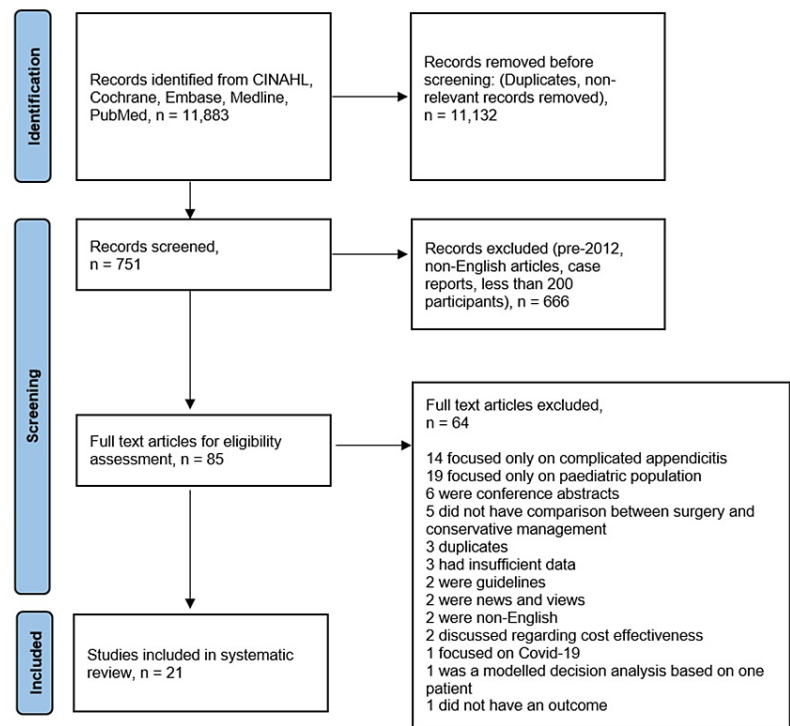 Identification
Records identified from CINAHL,
Cochrane, Embase, Medline,
PubMed, n = 11,883
Records removed before
screening: (Duplicates, non-
relevant records removed),
n = 11,132
Screening
Records screened,
n = 751
Records excluded (pre-2012,
non-English articles, case
reports, less than 200
participants), n = 666
Full text articles for eligibility
assessment, n = 85
Full text articles excluded,
n = 64
14 focused only on complicated appendicitis
19 focused only on paediatric population
6 were conference abstracts
5 did not have comparison between surgery and
conservative management
3 duplicates
3 had insufficient data
2 were guidelines
2 were news and views
2 were non-English
2 discussed regarding cost effectiveness
1 focused on Covid-19
1 was a modelled decision analysis based on one
patient
1 did not have an outcome
Included
Studies included in systematic
review, n = 21